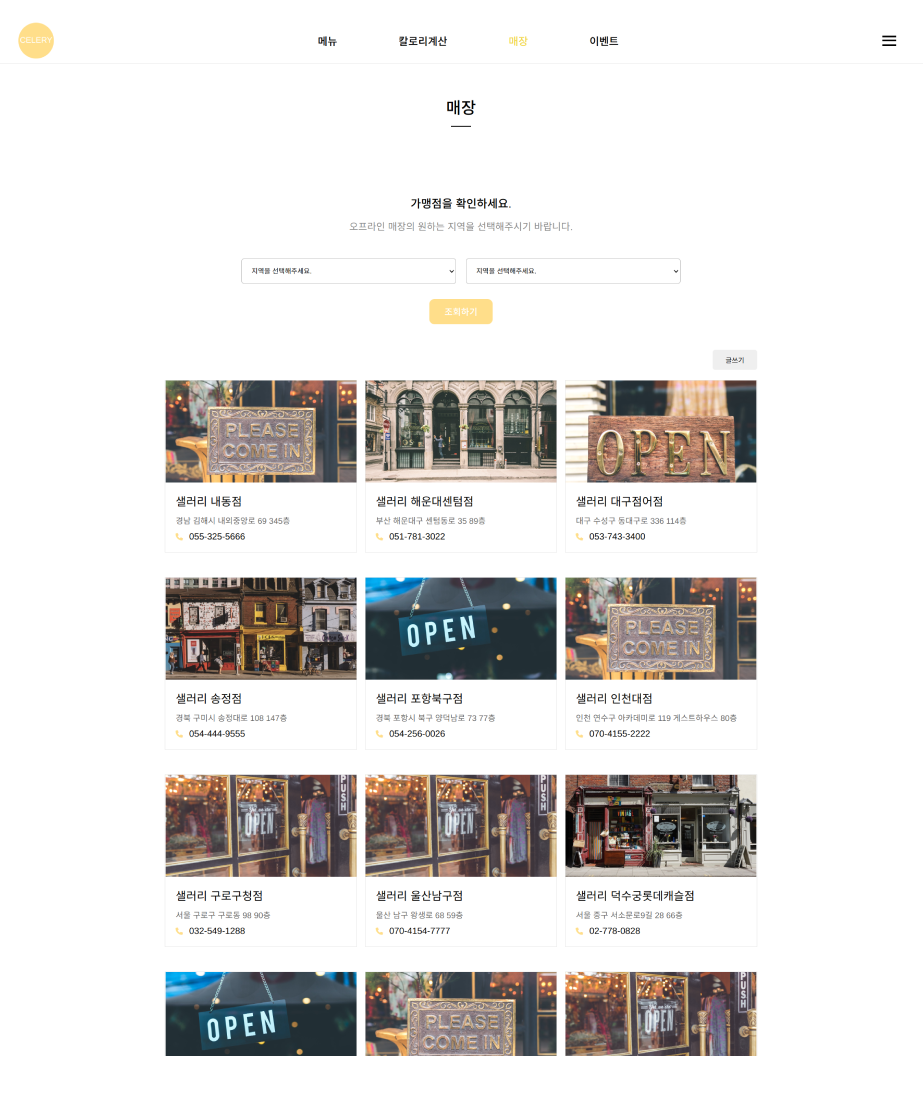 CELERY
메뉴
칼로리계산
매장
이벤트
매장
가맹점을 확인하세요.
오프라인 매장의 원하는 지역을 선택해주시기 바랍니다.
지역을 선택해주세요.
지역을 선택해주세요.
조회하기
글쓰기
PLEASE
COME IN
OPEN
샐러리 내동점
경남 김해시 내외중앙로 69 345층
055-325-5666
샐러리 해운대센텀점
부산 해운대구 센텀동로 35 89층
051-781-3022
샐러리 대구점어점
대구 수성구 동대구로 336 114층
053-743-3400
OPEN
PLEASE
COME IN
샐러리 송정점
경북 구미시 송정대로 108 147층
054-444-9555
샐러리 포항북구점
경북 포항시 북구 양덕남로 73 77층
054-256-0026
샐러리 인천대점
인천 연수구 아카데미로 119 게스트하우스 80층
070-4155-2222
OPEN
PUSH
OPEN
PUSH
샐러리 구로구청점
서울 구로구 구로동 98 90층
032-549-1288
샐러리 울산남구점
울산 남구 왕생로 68 59층
070-4154-7777
샐러리 덕수궁롯데캐슬점
서울 중구 서소문로9길 28 66층
02-778-0828
OPEN
PLEASE
COME IN
OPEN
PUSH